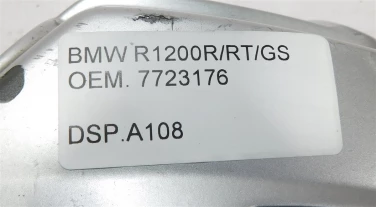 BMW R1200R/RT/GS
OEM. 7723176
DSP.A108